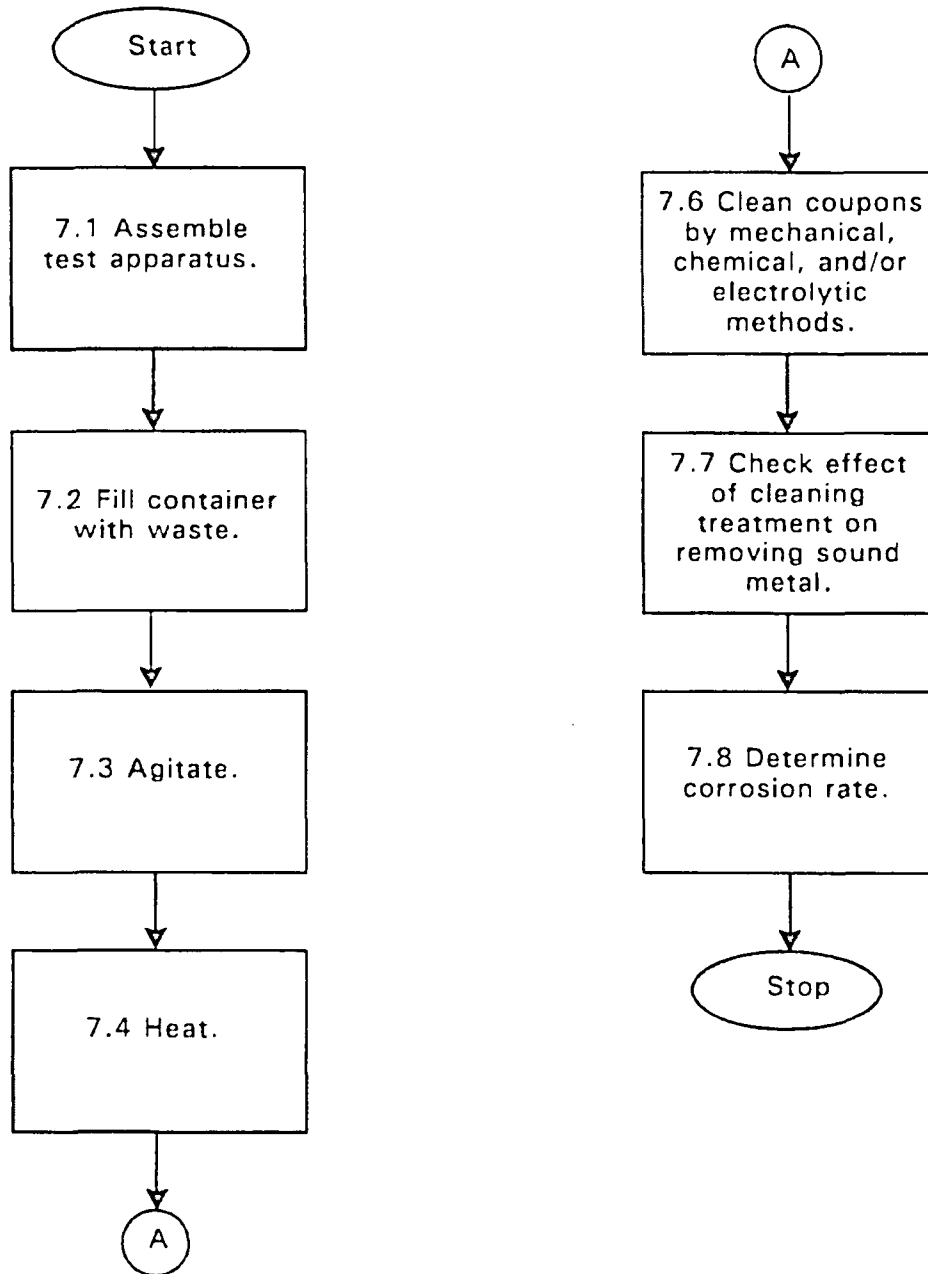 Start
7.1 Assemble
test apparatus.
7.2 Fill container
with waste.
7.3 Agitate.
7.4 Heat.
A
A
7.6 Clean coupons
by mechanical,
chemical, and/or
electrolytic
methods.
7.7 Check effect
of cleaning
treatment on
removing sound
metal.
7.8 Determine
corrosion rate.
Stop